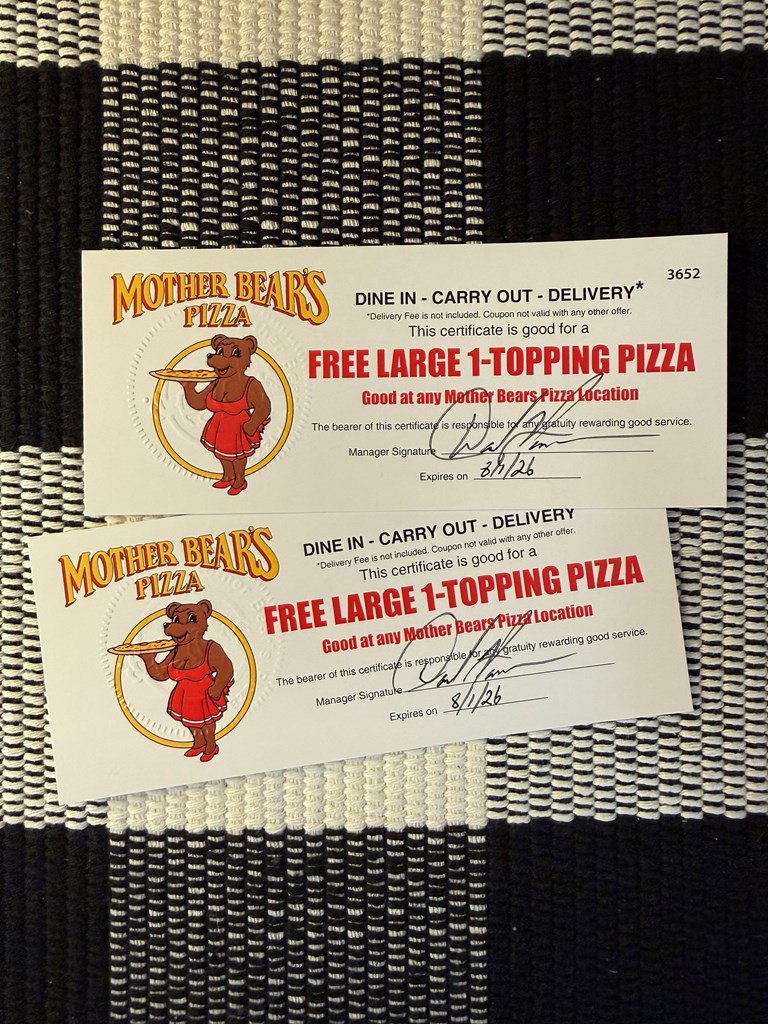 MOTHER BEAR'S
PIZZA
3652
DINE IN - CARRY OUT - DELIVERY*
*Delivery Fee is not included. Coupon not valid with any other offer.
This certificate is good for a
FREE LARGE 1-TOPPING PIZZA
Good at any Mother Bears Pizza Location
The bearer of this certificate is responsible for any gratuity rewarding good service.
Manager Signature
Expires on 8/1/26
MOTHER BEAR'S
PIZZA
DINE IN - CARRY OUT - DELIVERY
*Delivery Fee is not included. Coupon not valid with any other offer.
This certificate is good for a
FREE LARGE 1-TOPPING PIZZA
Good at any Mother Bears Pizza Location
The bearer of this certificate is responsible for any gratuity rewarding good service.
Manager Signature
Expires on 8/1/26